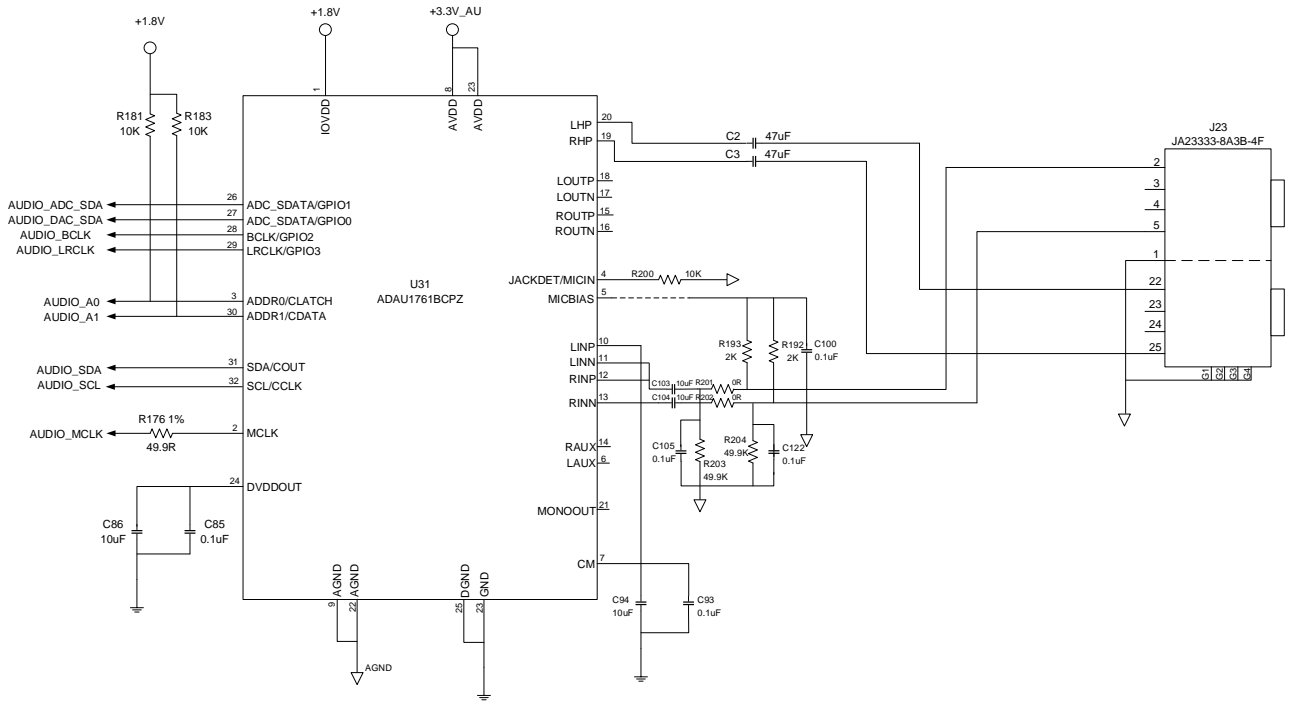 +1.8V
+1.8V
+3.3V_AU
R181
10K
R183
10K
1
IOVDD
8
AVDD
23
AVDD
AUDIO_ADC_SDA
26
ADC_SDATA/GPIO1
AUDIO_DAC_SDA
27
ADC_SDATA/GPIO0
AUDIO_BCLK
28
BCLK/GPIO2
AUDIO_LRCLK
29
LRCLK/GPIO3
AUDIO_A0
3
ADDR0/CLATCH
AUDIO_A1
30
ADDR1/CDATA
AUDIO_SDA
31
SDA/COUT
AUDIO_SCL
32
SCL/CCLK
R176 1%
AUDIO_MCLK
49.9R
2
MCLK
24
DVDDOUT
C86
10uF
C85
0.1uF
U31
ADAU1761BCPZ
AGND
9
AGND
22
AGND
DGND
25
GND
23
LHP
20
RHP
19
C2
47uF
C3
47uF
LOUTP
18
LOUTN
17
ROUTP
15
ROUTN
16
JACKDET/MICIN
4
R200
10K
MICBIAS
5
R193
2K
R192
2K
C100
0.1uF
LINP
10
LINN
11
RINP
12
RINN
13
C103
10uF
R201
0R
C104
10uF
R202
0R
C105
0.1uF
R203
49.9K
R204
49.9K
C122
0.1uF
RAUX
14
LAUX
6
MONOOUT
21
CM
7
C94
10uF
C93
0.1uF
J23
JA23333-8A3B-4F
2
3
4
5
1
22
23
24
25
G1
G2
G3
G4